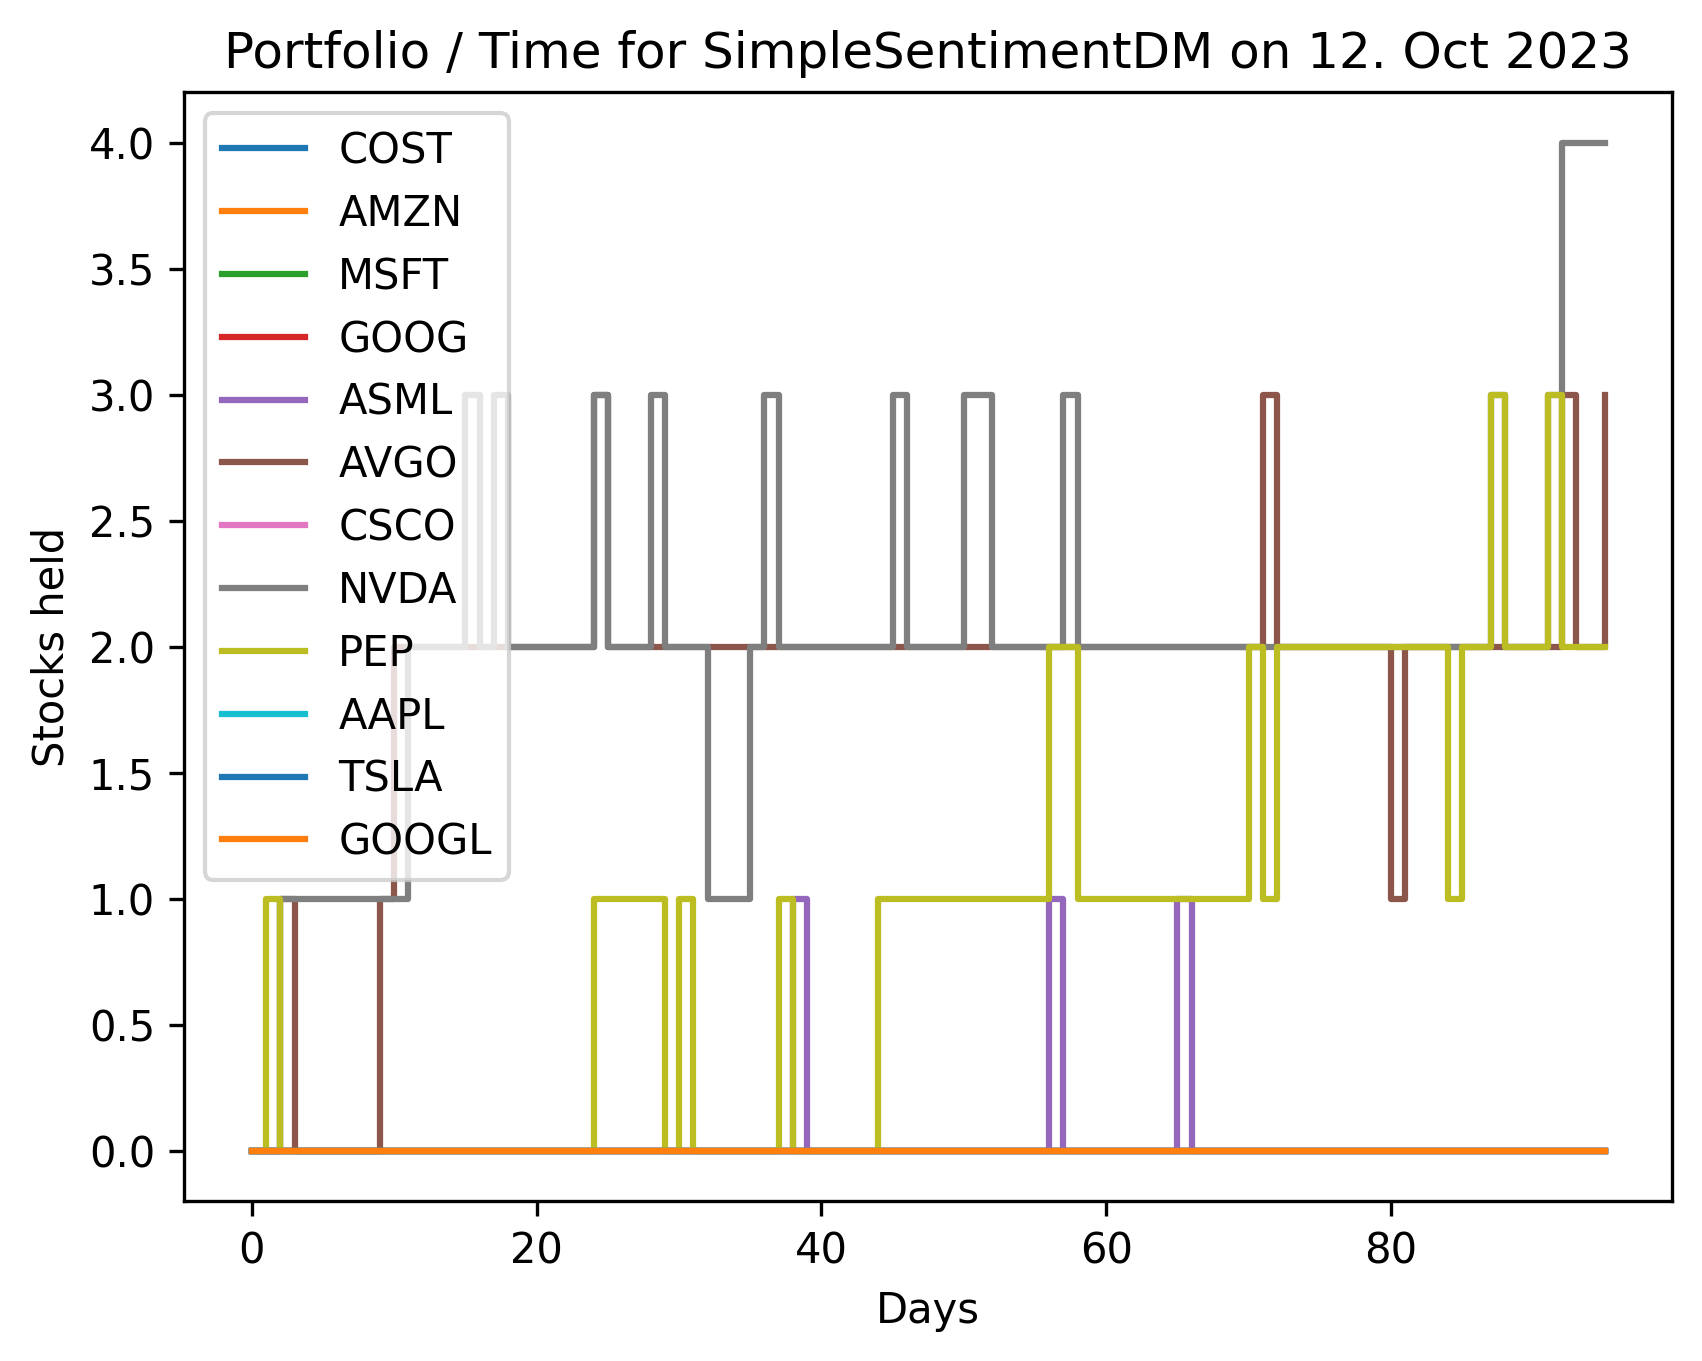 Portfolio / Time for SimpleSentimentDM on 12. Oct 2023
4.0
3.5
3.0
2.5
2.0
1.5
1.0
0.5
0.0
Stocks held
COST
AMZN
MSFT
GOOG
ASML
AVGO
CSCO
NVDA
PEP
AAPL
TSLA
GOOGL
0 20 40 60 80
Days